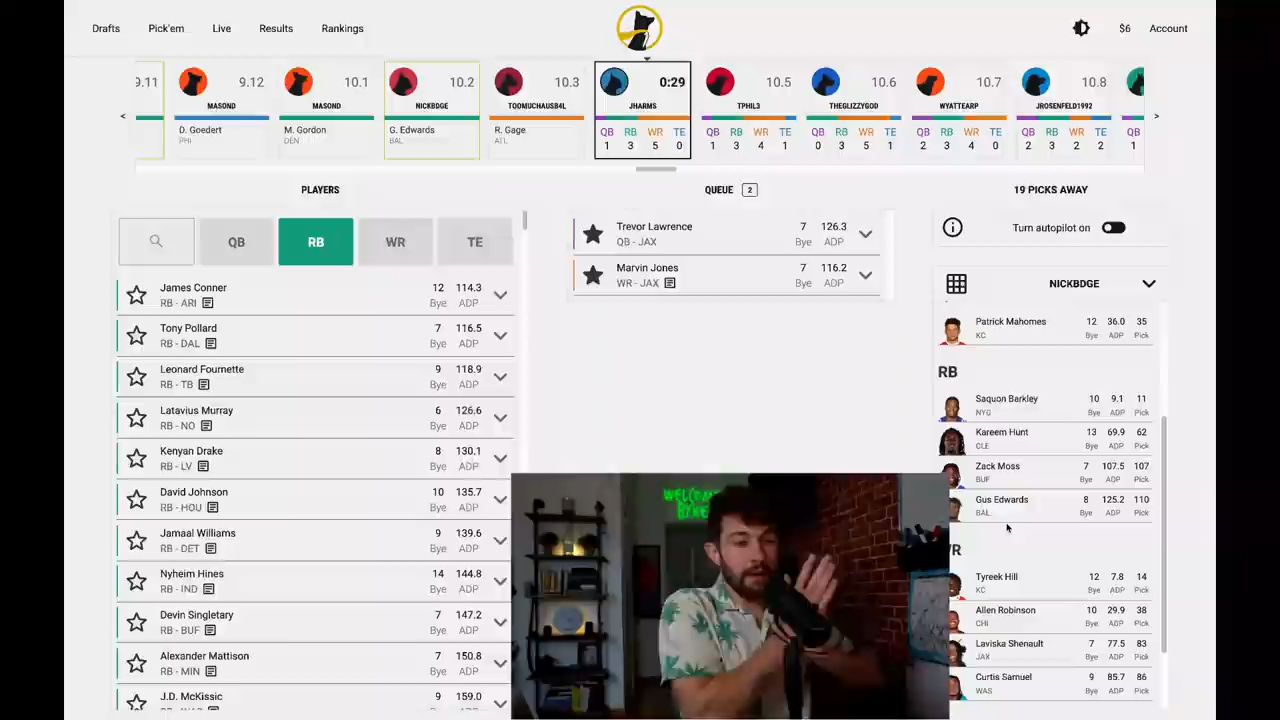 Drafts Pick'em Live Results Rankings $6 Account
9.11 9.12 10.1 10.2 10.3 0:29 10.5 10.6 10.7 10.8
MASOND MASOND NICKBDGE TOOMUCHAUSB4L JHARMS TPHIL3 THEGLIZZYGOD WYATTEARP JROSENFELD1992
D. Goedert M. Gordon G. Edwards R. Gage QB RB WR TE QB RB WR TE QB RB WR TE QB RB WR TE QB RB WR TE QB
PHI DEN BAL ATL 1 3 5 0 1 3 4 1 0 3 5 1 2 3 4 0 2 3 2 2 1
< >
PLAYERS QUEUE 2 19 PICKS AWAY
QB RB WR TE
James Conner 12 114.3
RB - ARI Bye ADP
Tony Pollard 7 116.5
RB - DAL Bye ADP
Leonard Fournette 9 118.9
RB - TB Bye ADP
Latavius Murray 6 126.6
RB - NO Bye ADP
Kenyan Drake 8 130.1
RB - LV Bye ADP
David Johnson 10 135.7
RB - HOU Bye ADP
Jamaal Williams 9 139.6
RB - DET Bye ADP
Nyheim Hines 14 144.8
RB - IND Bye ADP
Devin Singletary 7 147.2
RB - BUF Bye ADP
Alexander Mattison 7 150.8
RB - MIN Bye ADP
J.D. McKissic 9 159.0
Trevor Lawrence 7 126.3
QB - JAX Bye ADP
Marvin Jones 7 116.2
WR - JAX Bye ADP
Turn autopilot on
NICKBDGE
Patrick Mahomes 12 36.0 35
KC Bye ADP Pick
RB
Saquon Barkley 10 9.1 11
NYG Bye ADP Pick
Kareem Hunt 13 69.9 62
CLE Bye ADP Pick
Zack Moss 7 107.5 107
BUF Bye ADP Pick
Gus Edwards 8 125.2 110
BAL Bye ADP Pick
Tyreek Hill 12 7.8 14
KC Bye ADP Pick
Allen Robinson 10 29.9 38
CHI Bye ADP Pick
Laviska Shenault 7 77.5 83
JAX Bye ADP Pick
Curtis Samuel 9 85.7 86
WAS Bye ADP Pick